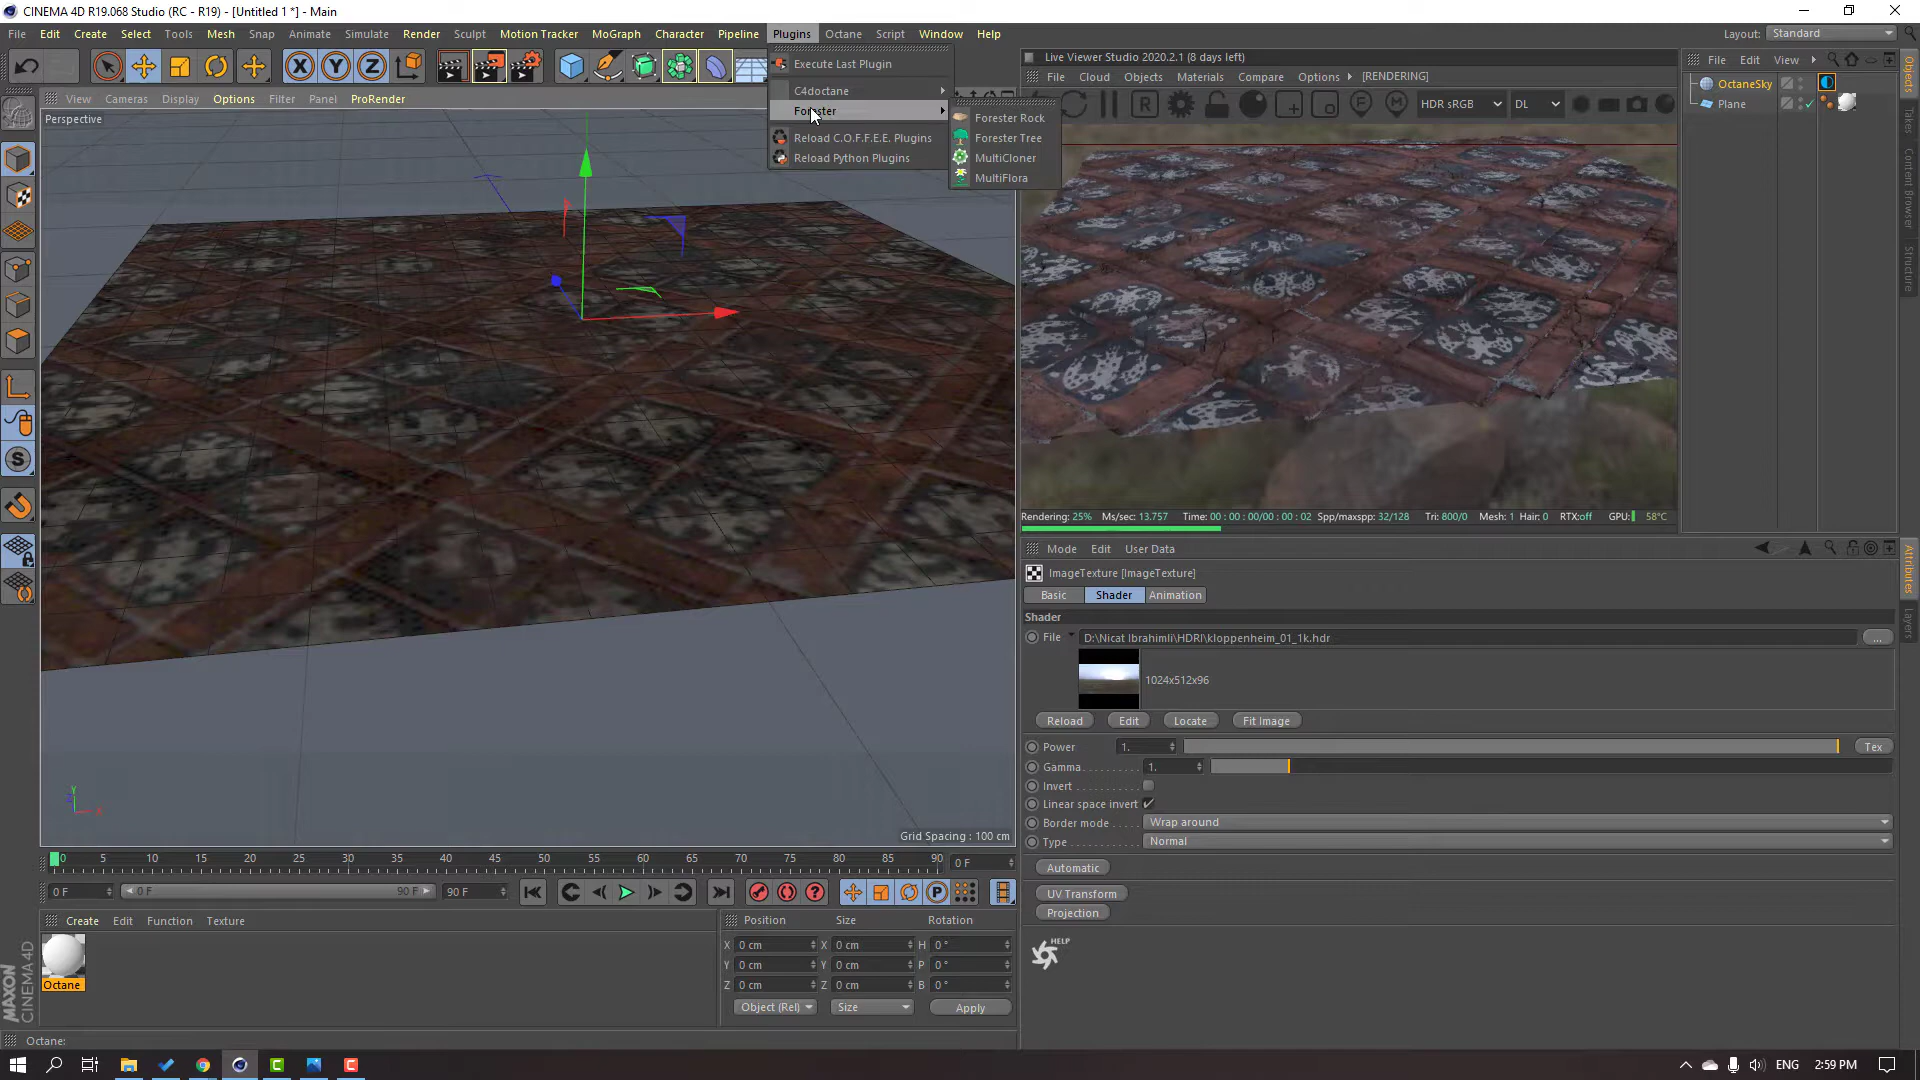 CINEMA 4D R19.068 Studio (RC - R19) - [Untitled 1 *] - Main
File Edit Create Select Tools Mesh Snap Animate Simulate Render Sculpt Motion Tracker MoGraph Character Pipeline Plugins Octane Script Window Help
Layout: Standard
Execute Last Plugin
C4doctane
Forester
Reload C.O.F.F.E.E. Plugins
Reload Python Plugins
Forester Rock
Forester Tree
MultiCloner
MultiFlora
View Cameras Display Options Filter Panel ProRender
Perspective
Live Viewer Studio 2020.2.1 (8 days left)
File Cloud Objects Materials Compare Options [RENDERING]
HDR sRGB DL
File Edit View
OctaneSky
Plane
Objects
Takes
Content Browser
Structure
Rendering: 25% Ms/sec: 13.757 Time: 00 : 00 : 00/00 : 00 : 02 Spp/maxspp: 32/128 Tri: 800/0 Mesh: 1 Hair: 0 RTX:off GPU: 58°C
Mode Edit User Data
ImageTexture [ImageTexture]
Basic Shader Animation
Shader
File D:\Nicat Ibrahimli\HDRI\kloppenheim_01_1k.hdr ...
1024x512x96
Reload Edit Locate Fit Image
Power 1. Tex
Gamma 1.
Invert
Linear space invert
Border mode Wrap around
Type Normal
Automatic
UV Transform
Projection
HELP
Attributes
Layers
Y
Z
X
Grid Spacing : 100 cm
0 5 10 15 20 25 30 35 40 45 50 55 60 65 70 75 80 85 90 0 F
0 F 0 F 90 F 90 F
Create Edit Function Texture
Position Size Rotation
X 0 cm X 0 cm H 0 °
Y 0 cm Y 0 cm P 0 °
Z 0 cm Z 0 cm B 0 °
Object (Rel) Size Apply
Octane
MAXON
CINEMA 4D
Octane:
ENG 2:59 PM